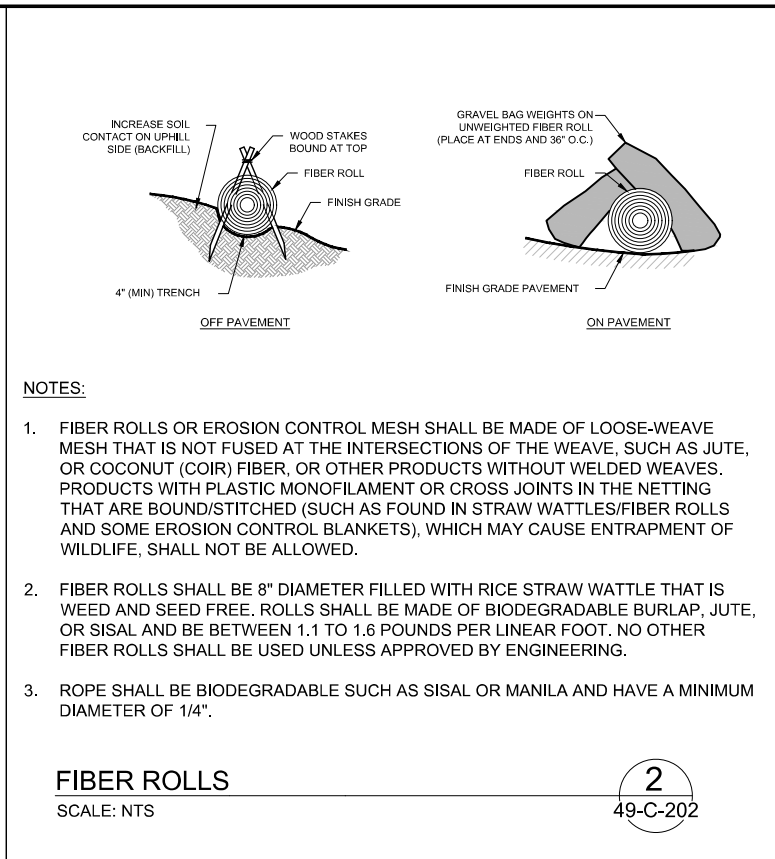 INCREASE SOIL
CONTACT ON UPHILL
SIDE (BACKFILL)
WOOD STAKES
BOUND AT TOP
FIBER ROLL
FINISH GRADE
4" (MIN) TRENCH
OFF PAVEMENT
GRAVEL BAG WEIGHTS ON
UNWEIGHTED FIBER ROLL
(PLACE AT ENDS AND 36" O.C.)
FIBER ROLL
FINISH GRADE PAVEMENT
ON PAVEMENT
NOTES:
1. FIBER ROLLS OR EROSION CONTROL MESH SHALL BE MADE OF LOOSE-WEAVE
MESH THAT IS NOT FUSED AT THE INTERSECTIONS OF THE WEAVE, SUCH AS JUTE,
OR COCONUT (COIR) FIBER, OR OTHER PRODUCTS WITHOUT WELDED WEAVES.
PRODUCTS WITH PLASTIC MONOFILAMENT OR CROSS JOINTS IN THE NETTING
THAT ARE BOUND/STITCHED (SUCH AS FOUND IN STRAW WATTLES/FIBER ROLLS
AND SOME EROSION CONTROL BLANKETS), WHICH MAY CAUSE ENTRAPMENT OF
WILDLIFE, SHALL NOT BE ALLOWED.
2. FIBER ROLLS SHALL BE 8" DIAMETER FILLED WITH RICE STRAW WATTLE THAT IS
WEED AND SEED FREE. ROLLS SHALL BE MADE OF BIODEGRADABLE BURLAP, JUTE,
OR SISAL AND BE BETWEEN 1.1 TO 1.6 POUNDS PER LINEAR FOOT. NO OTHER
FIBER ROLLS SHALL BE USED UNLESS APPROVED BY ENGINEERING.
3. ROPE SHALL BE BIODEGRADABLE SUCH AS SISAL OR MANILA AND HAVE A MINIMUM
DIAMETER OF 1/4".
FIBER ROLLS
SCALE: NTS
2
49-C-202